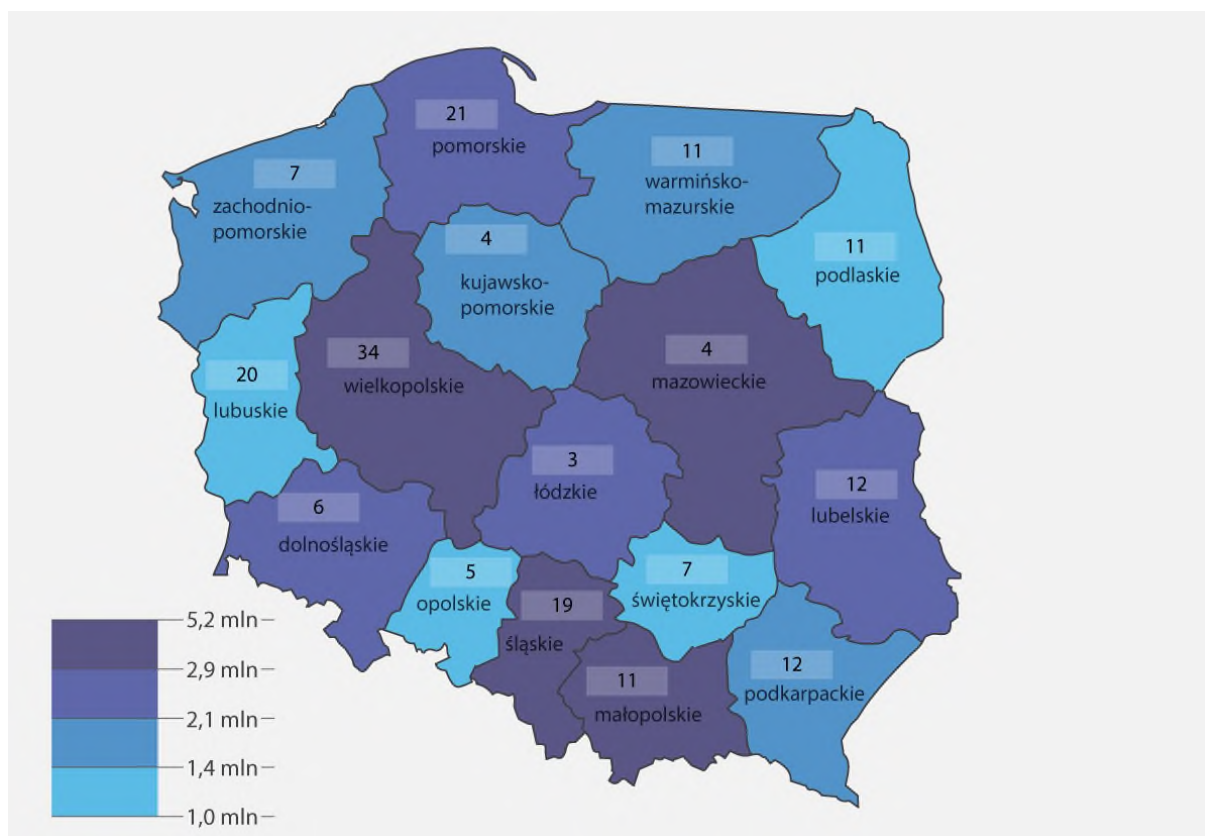 21
pomorskie
7
zachodnio-
pomorskie
11
warmińsko-
mazurskie
11
podlaskie
4
kujawsko-
pomorskie
34
wielkopolskie
4
mazowieckie
20
lubuskie
3
łódzkie
12
lubelskie
6
dolnośląskie
5
opolskie
7
świętokrzyskie
19
śląskie
11
małopolskie
12
podkarpackie
5,2 mln
2,9 mln
2,1 mln
1,4 mln
1,0 mln